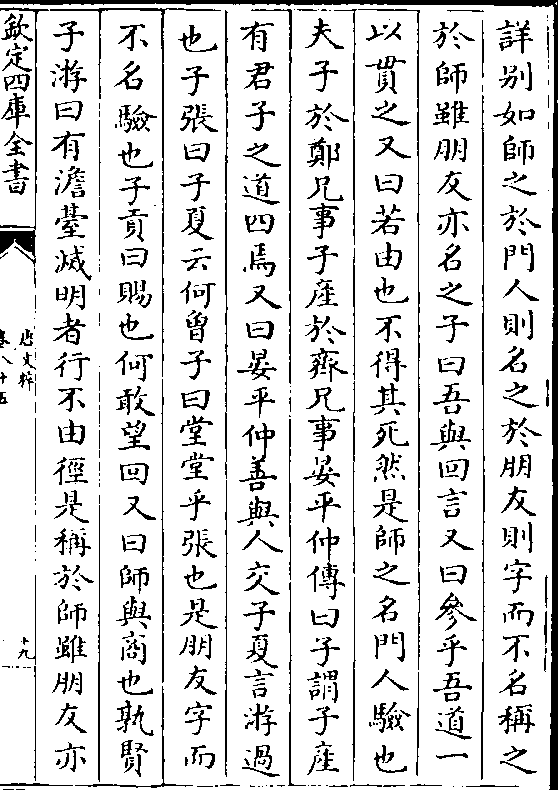 詳别如師之於門人則名之於朋友則字而不名稱之
於師雖朋友亦名之子曰吾與回言又曰參乎吾道一
以貫之又曰若由也不得其死然是師之名門人驗也
夫子於鄭兄事子産於齊兄事晏平仲傳曰子謂子産
有君子之道四焉又曰晏平仲善與人交子夏言游過
也子張曰子夏云何曾子曰堂堂乎張也是朋友字而
不名驗也子貢曰賜也何敢望回又曰師與商也孰賢
子游曰有澹臺滅明者行不由徑是稱於師雖朋友亦
欽定四庫全書
唐文粹
卷八十五
十九